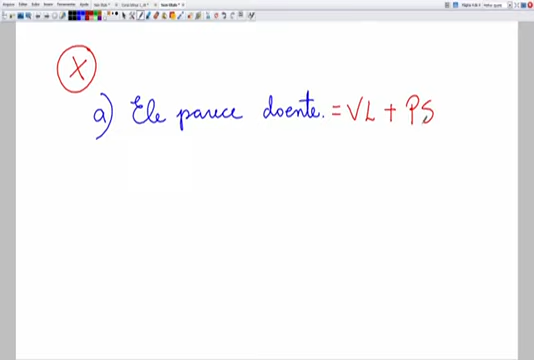 X
a) Ele parece doente. = VL + PS